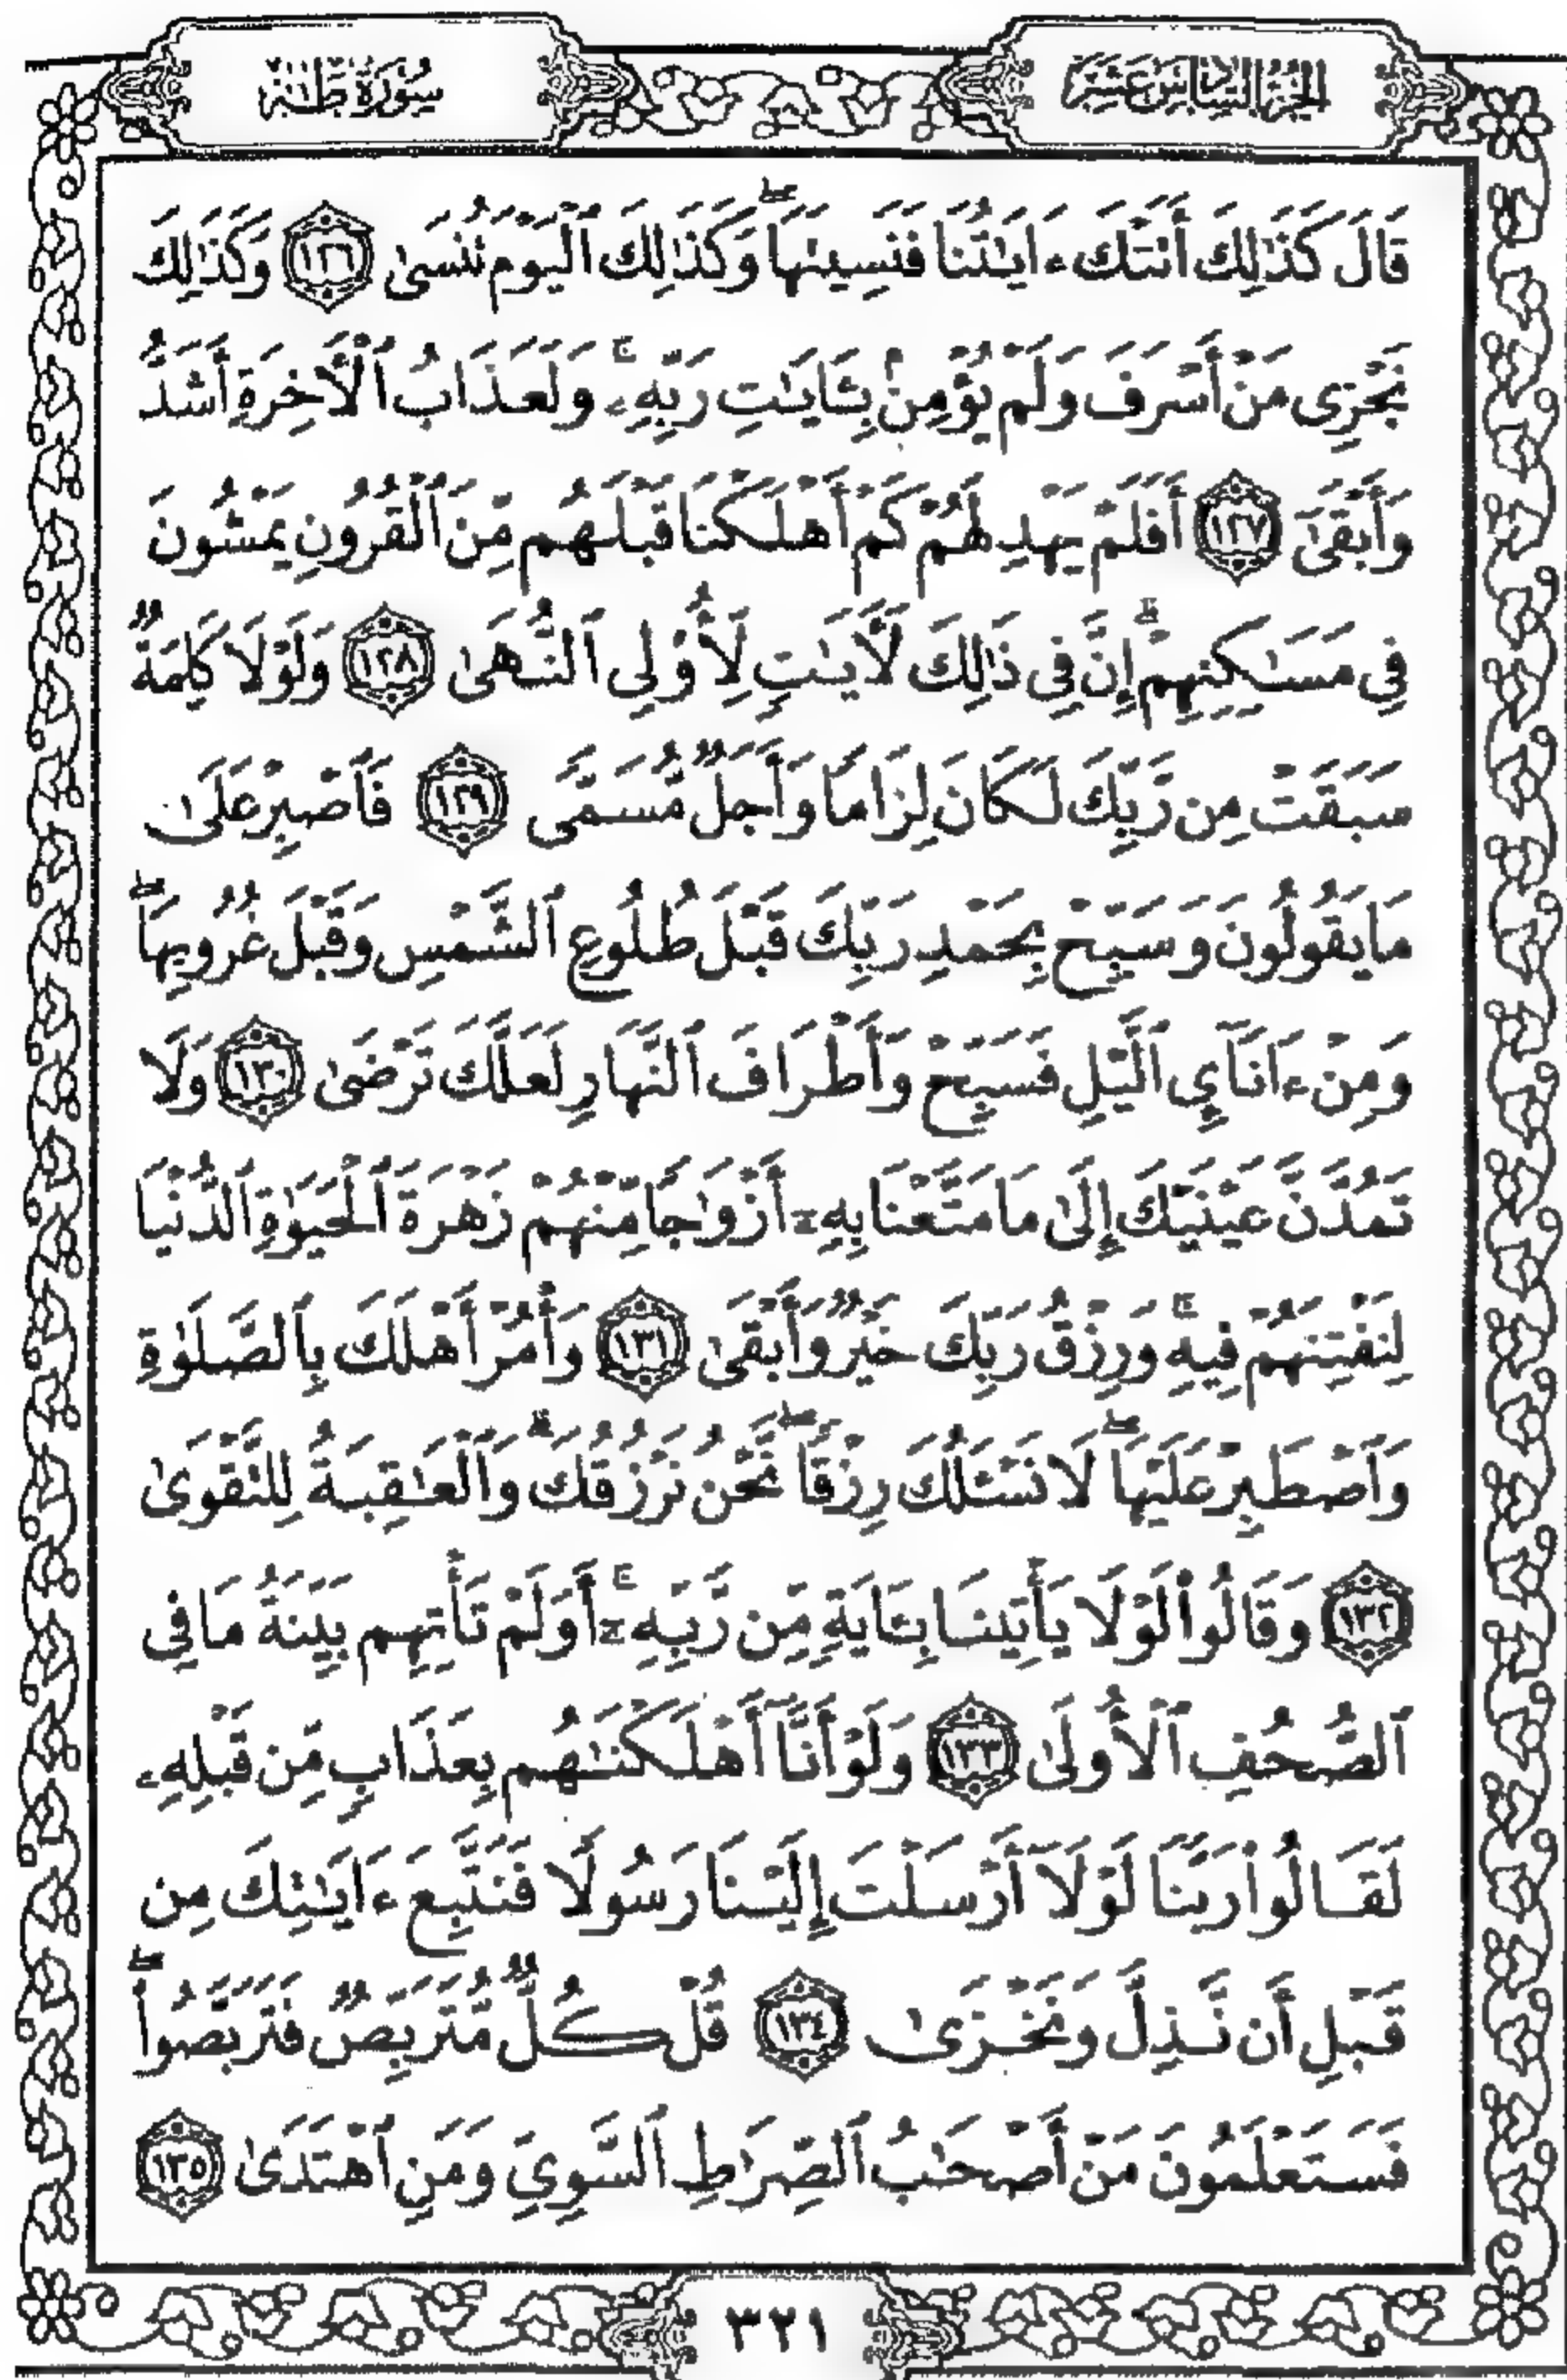 الجزء السادس عشر
سورة طه
قَالَ كَذَٰلِكَ أَتَتْكَ ءَايَٰتُنَا فَنَسِيتَهَا ۖ وَكَذَٰلِكَ ٱلْيَوْمَ تُنسَىٰ ١٢٦ وَكَذَٰلِكَ
نَجْزِى مَنْ أَسْرَفَ وَلَمْ يُؤْمِنۢ بِـَٔايَٰتِ رَبِّهِۦ ۚ وَلَعَذَابُ ٱلْأَخِرَةِ أَشَدُّ
وَأَبْقَىٰٓ ١٢٧ أَفَلَمْ يَهْدِ لَهُمْ كَمْ أَهْلَكْنَا قَبْلَهُم مِّنَ ٱلْقُرُونِ يَمْشُونَ
فِى مَسَٰكِنِهِمْ ۗ إِنَّ فِى ذَٰلِكَ لَأَيَٰتٍ لِّأُو۟لِى ٱلنُّهَىٰ ١٢٨ وَلَوْلَا كَلِمَةٌ
سَبَقَتْ مِن رَّبِّكَ لَكَانَ لِزَامًا وَأَجَلٌ مُّسَمًّى ١٢٩ فَٱصْبِرْ عَلَىٰ
مَا يَقُولُونَ وَسَبِّحْ بِحَمْدِ رَبِّكَ قَبْلَ طُلُوعِ ٱلشَّمْسِ وَقَبْلَ غُرُوبِهَا ۖ
وَمِنْ ءَانَآئِ ٱلَّيْلِ فَسَبِّحْ وَأَطْرَافَ ٱلنَّهَارِ لَعَلَّكَ تَرْضَىٰ ١٣٠ وَلَا
تَمُدَّنَّ عَيْنَيْكَ إِلَىٰ مَا مَتَّعْنَا بِهِۦٓ أَزْوَٰجًا مِّنْهُمْ زَهْرَةَ ٱلْحَيَوٰةِ ٱلدُّنْيَا
لِنَفْتِنَهُمْ فِيهِ ۚ وَرِزْقُ رَبِّكَ خَيْرٌ وَأَبْقَىٰ ١٣١ وَأْمُرْ أَهْلَكَ بِٱلصَّلَوٰةِ
وَٱصْطَبِرْ عَلَيْهَا ۖ لَا نَسْـَٔلُكَ رِزْقًا ۖ نَّحْنُ نَرْزُقُكَ ۗ وَٱلْعَٰقِبَةُ لِلتَّقْوَىٰ
١٣٢ وَقَالُوا۟ لَوْلَا يَأْتِينَا بِـَٔايَةٍ مِّن رَّبِّهِۦٓ ۚ أَوَلَمْ تَأْتِهِم بَيِّنَةُ مَا فِى
ٱلصُّحُفِ ٱلْأُولَىٰ ١٣٣ وَلَوْ أَنَّآ أَهْلَكْنَٰهُم بِعَذَابٍ مِّن قَبْلِهِۦ
لَقَالُوا۟ رَبَّنَا لَوْلَآ أَرْسَلْتَ إِلَيْنَا رَسُولًا فَنَتَّبِعَ ءَايَٰتِكَ مِن
قَبْلِ أَن نَّذِلَّ وَنَخْزَىٰ ١٣٤ قُلْ كُلٌّ مُّتَرَبِّصٌ فَتَرَبَّصُوا۟ ۖ
فَسَتَعْلَمُونَ مَنْ أَصْحَٰبُ ٱلصِّرَٰطِ ٱلسَّوِىِّ وَمَنِ ٱهْتَدَىٰ ١٣٥
٣٢١